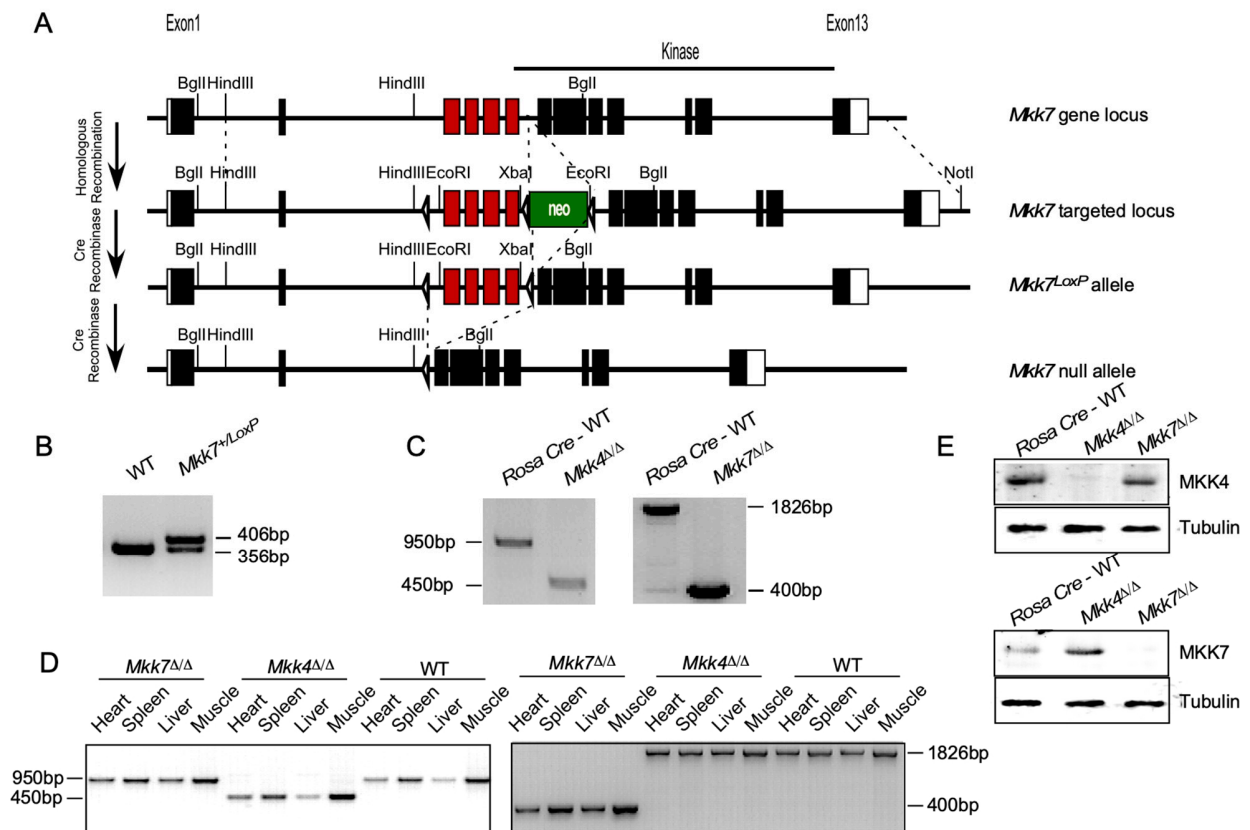 A
Exon1
Exon13
Kinase
BglI HindIII HindIII BglI
Mkk7 gene locus
Homologous
Recombination
BglI HindIII HindIII EcoRI XbaI EcoRI BglI NotI
neo
Mkk7 targeted locus
Cre
Recombinase
BglI HindIII HindIII EcoRI XbaI BglI
Mkk7LoxP allele
Cre
Recombinase
BglI HindIII HindIII BglI
Mkk7 null allele
B
WT Mkk7+/LoxP
406bp
356bp
C
Rosa Cre - WT Mkk4Δ/Δ
950bp
450bp
Rosa Cre - WT Mkk7Δ/Δ
1826bp
400bp
D
Mkk7Δ/Δ Mkk4Δ/Δ WT
Heart Spleen Liver Muscle Heart Spleen Liver Muscle Heart Spleen Liver Muscle
950bp
450bp
Mkk7Δ/Δ Mkk4Δ/Δ WT
Heart Spleen Liver Muscle Heart Spleen Liver Muscle Heart Spleen Liver Muscle
1826bp
400bp
E
Rosa Cre - WT Mkk4Δ/Δ Mkk7Δ/Δ
MKK4
Tubulin
Rosa Cre - WT Mkk4Δ/Δ Mkk7Δ/Δ
MKK7
Tubulin